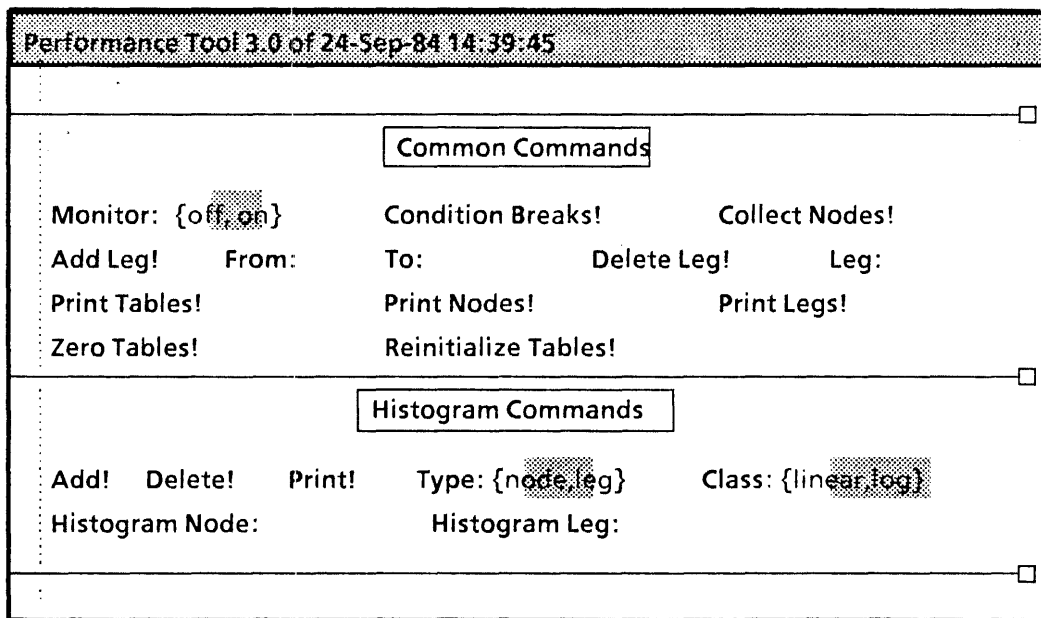 Performance Tool 3.0 of 24-Sep-84 14:39:45
Common Commands
Monitor: {off, on} Condition Breaks! Collect Nodes!
Add Leg! From: To: Delete Leg! Leg:
Print Tables! Print Nodes! Print Legs!
Zero Tables! Reinitialize Tables!
Histogram Commands
Add! Delete! Print! Type: {node,leg} Class: {linear,log}
Histogram Node: Histogram Leg: